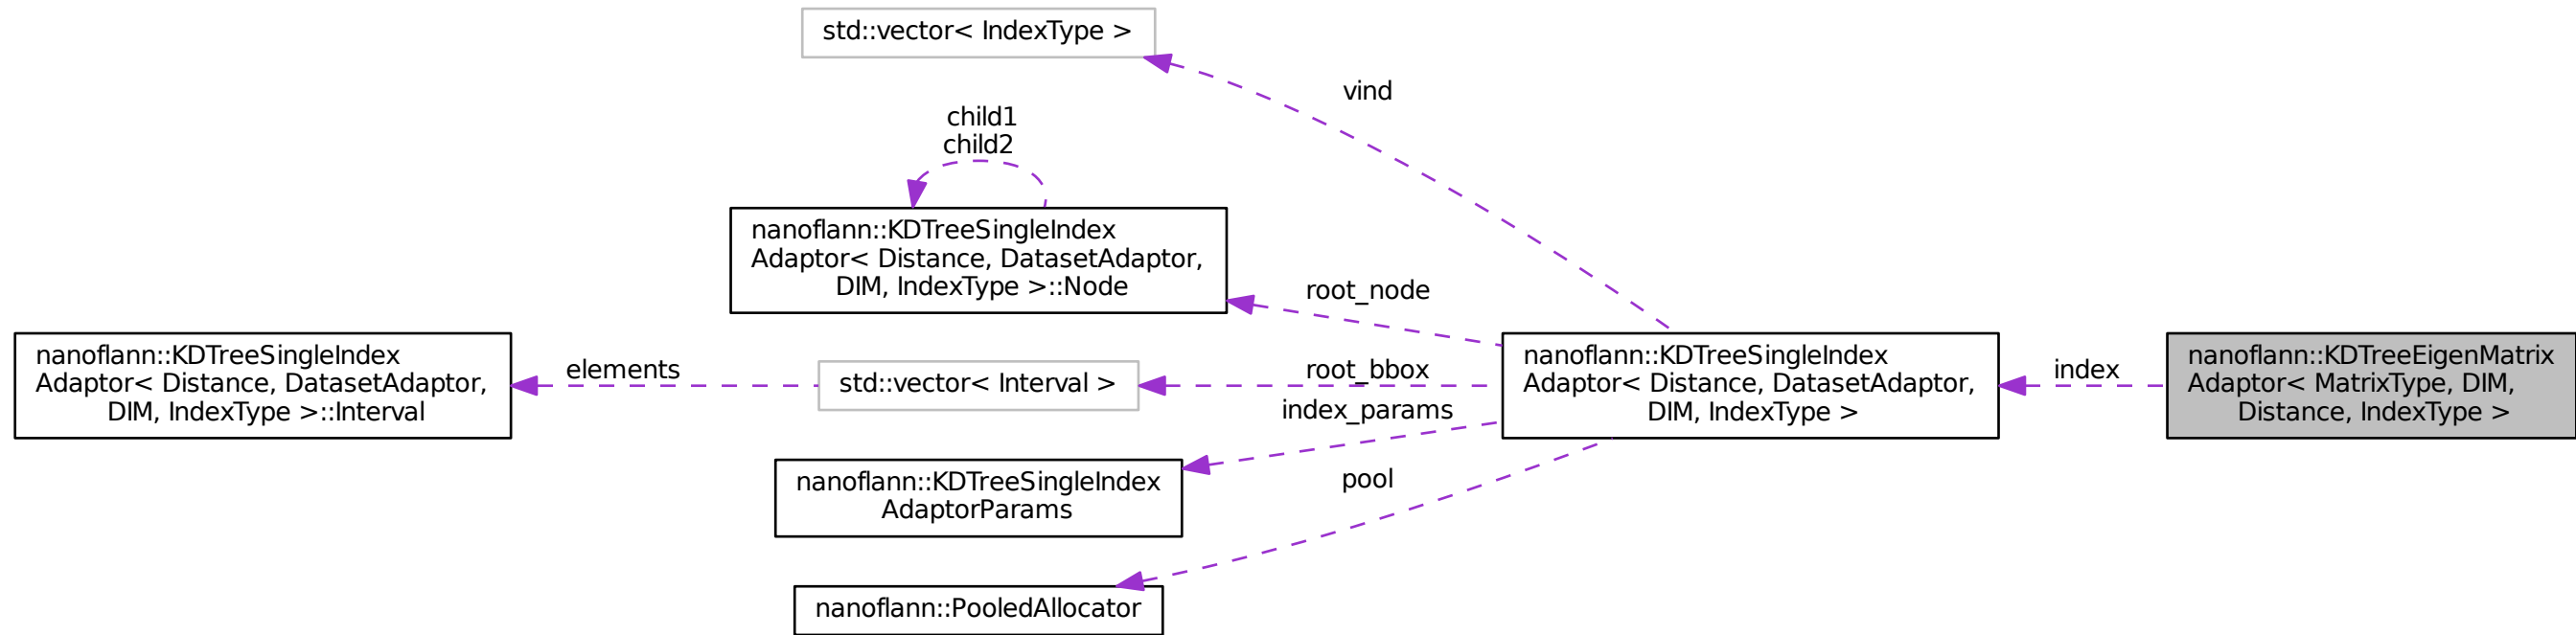 std::vector< IndexType >
vind
child1
child2
nanoflann::KDTreeSingleIndex
Adaptor< Distance, DatasetAdaptor,
DIM, IndexType >::Node
root_node
nanoflann::KDTreeSingleIndex
Adaptor< Distance, DatasetAdaptor,
DIM, IndexType >::Interval
elements
std::vector< Interval >
root_bbox
index_params
nanoflann::KDTreeSingleIndex
Adaptor< Distance, DatasetAdaptor,
DIM, IndexType >
index
nanoflann::KDTreeEigenMatrix
Adaptor< MatrixType, DIM,
Distance, IndexType >
nanoflann::KDTreeSingleIndex
AdaptorParams
pool
nanoflann::PooledAllocator